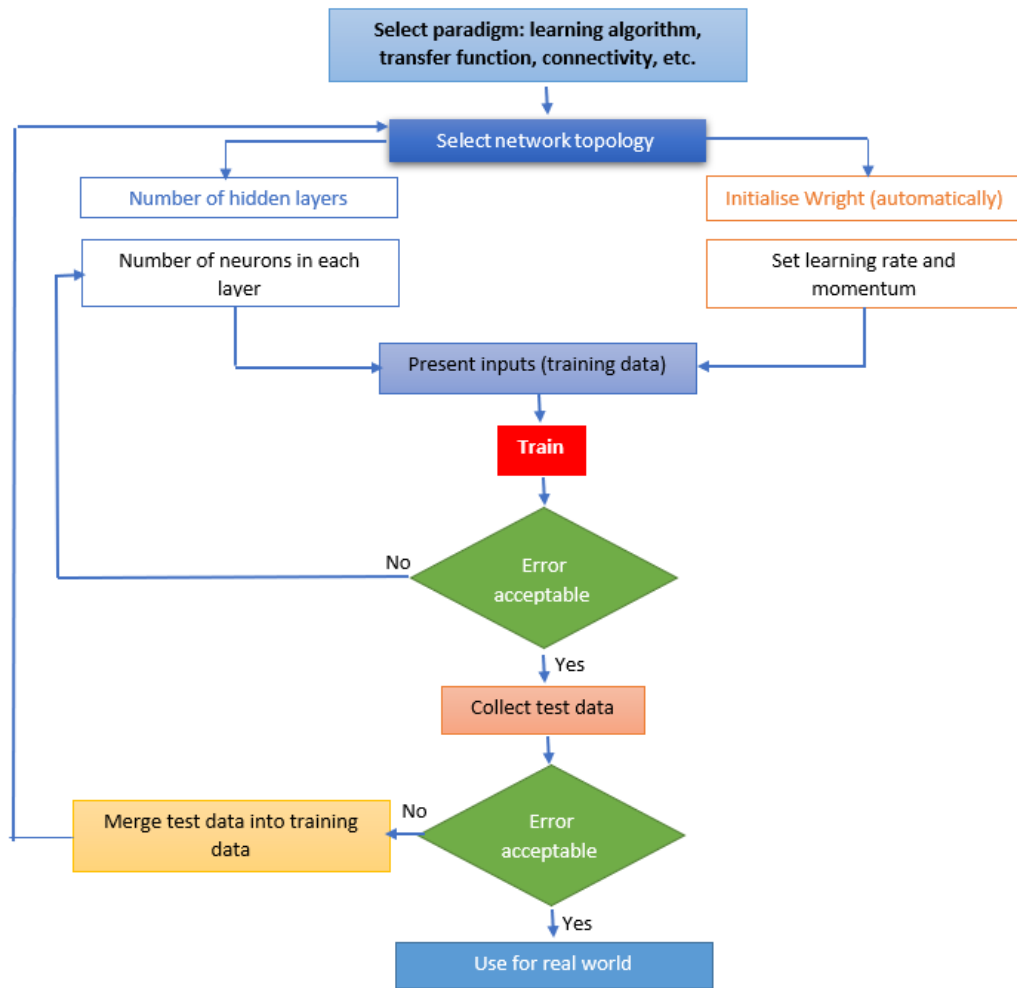 Select paradigm: learning algorithm,
transfer function, connectivity, etc.
Select network topology
Number of hidden layers
Initialise Wright (automatically)
Number of neurons in each
layer
Set learning rate and
momentum
Present inputs (training data)
Train
No
Error
acceptable
Yes
Collect test data
Merge test data into training
data
No
Error
acceptable
Yes
Use for real world